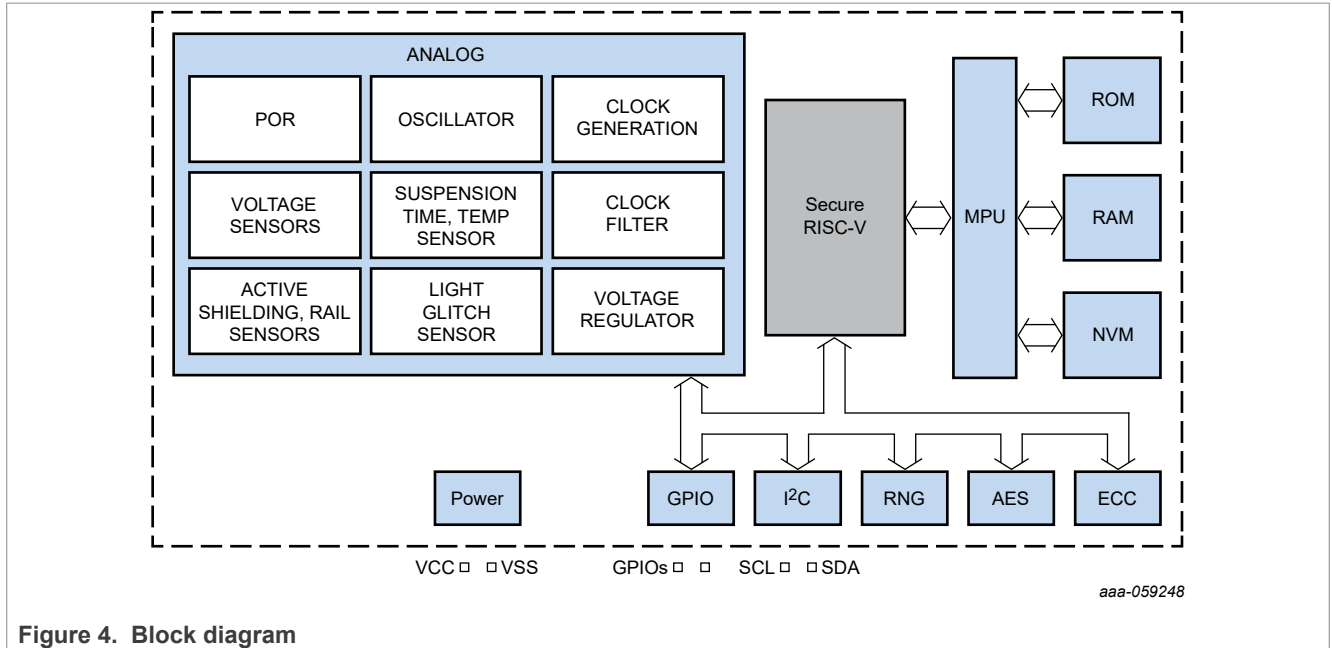 ANALOG
POR
OSCILLATOR
CLOCK
GENERATION
VOLTAGE
SENSORS
SUSPENSION
TIME, TEMP
SENSOR
CLOCK
FILTER
ACTIVE
SHIELDING, RAIL
SENSORS
LIGHT
GLITCH
SENSOR
VOLTAGE
REGULATOR
Secure
RISC-V
MPU
ROM
RAM
NVM
Power
GPIO
I²C
RNG
AES
ECC
VCC
VSS
GPIOs
SCL
SDA
aaa-059248
Figure 4. Block diagram